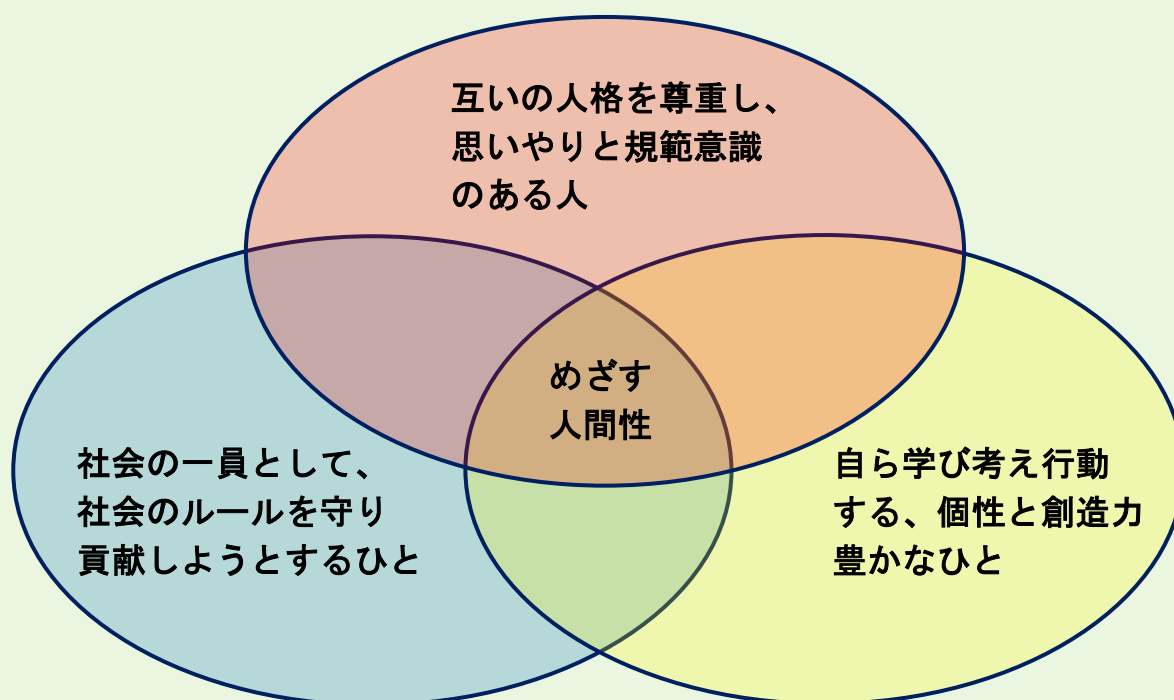 互いの人格を尊重し、
思いやりと規範意識
のある人
めざす
人間性
社会の一員として、
社会のルールを守り
貢献しようとするひと
自ら学び考え行動
する、個性と創造力
豊かなひと